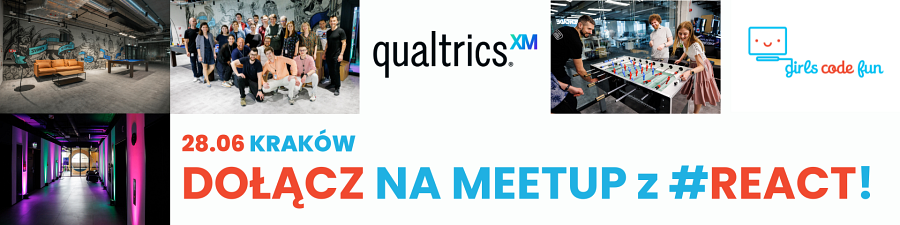 qualtrics XM
girls code fun
28.06 KRAKÓW
DOŁĄCZ NA MEETUP z #REACT!